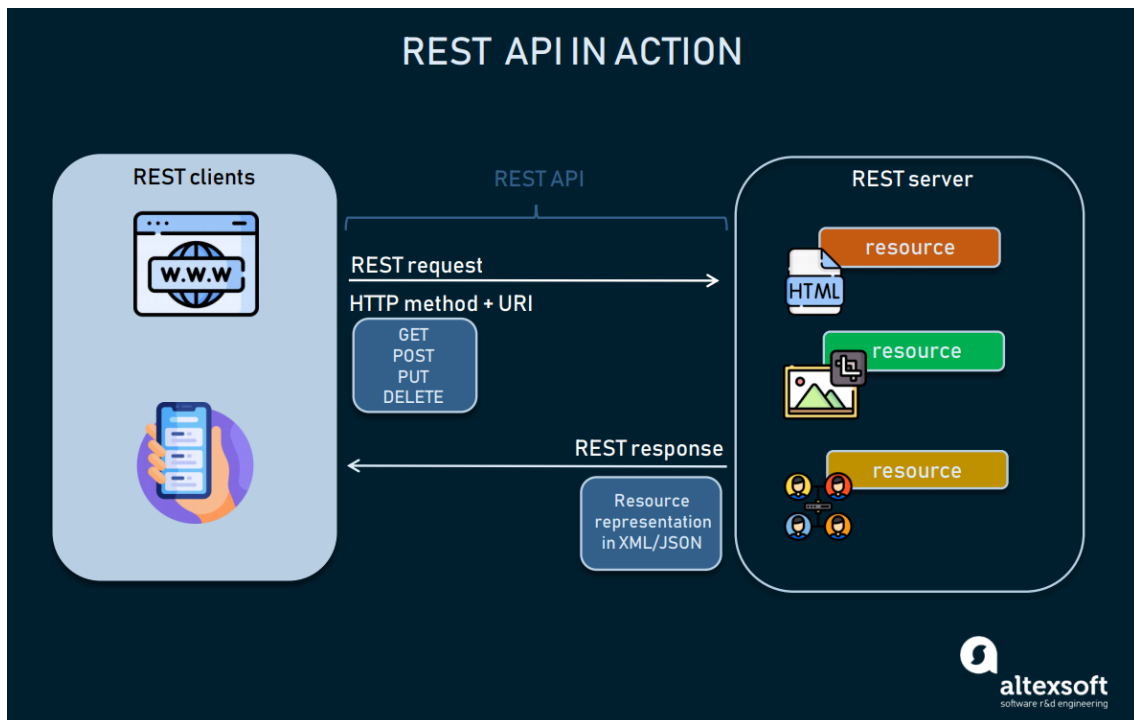 REST API IN ACTION
REST clients
W.W.W
REST API
REST request
HTTP method + URI
GET
POST
PUT
DELETE
REST response
Resource
representation
in XML/JSON
REST server
resource
HTML
resource
resource
altexsoft
software r&d engineering